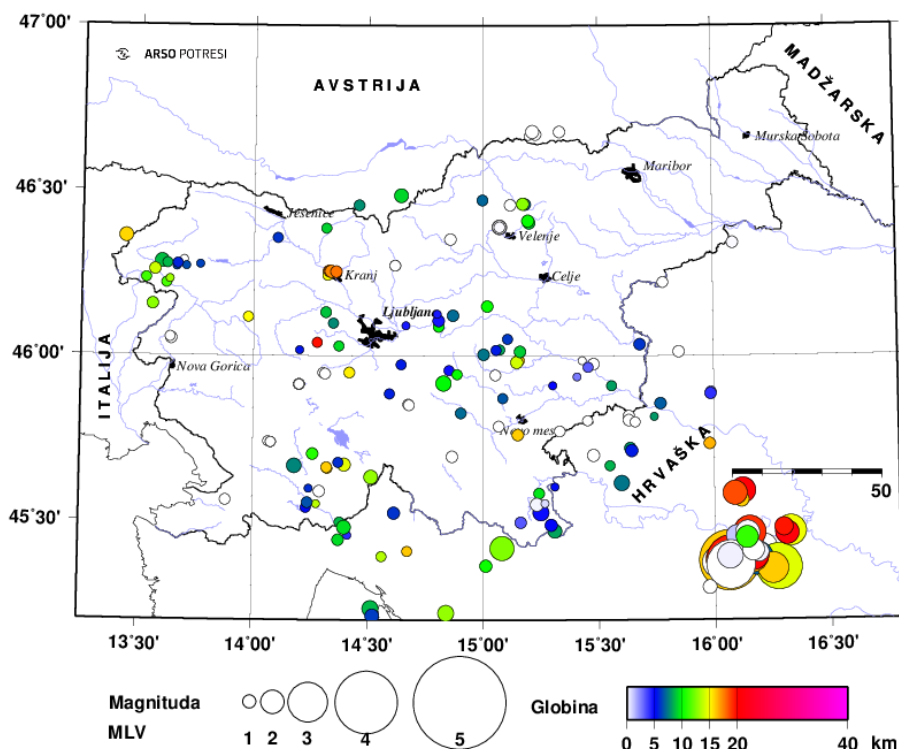 47°00'
ARSO POTRESI
AVSTRIJA
MADŽARSKA
Murska Sobota
46°30'
Maribor
Jesenice
Velenje
Kranj
Celje
Ljubljana
46°00'
Nova Gorica
ITALIJA
Novo mes
HRVAŠKA
50
45°30'
13°30' 14°00' 14°30' 15°00' 15°30' 16°00' 16°30'
Magnituda
MLV
1 2 3 4 5
Globina
0 5 10 15 20 40 km